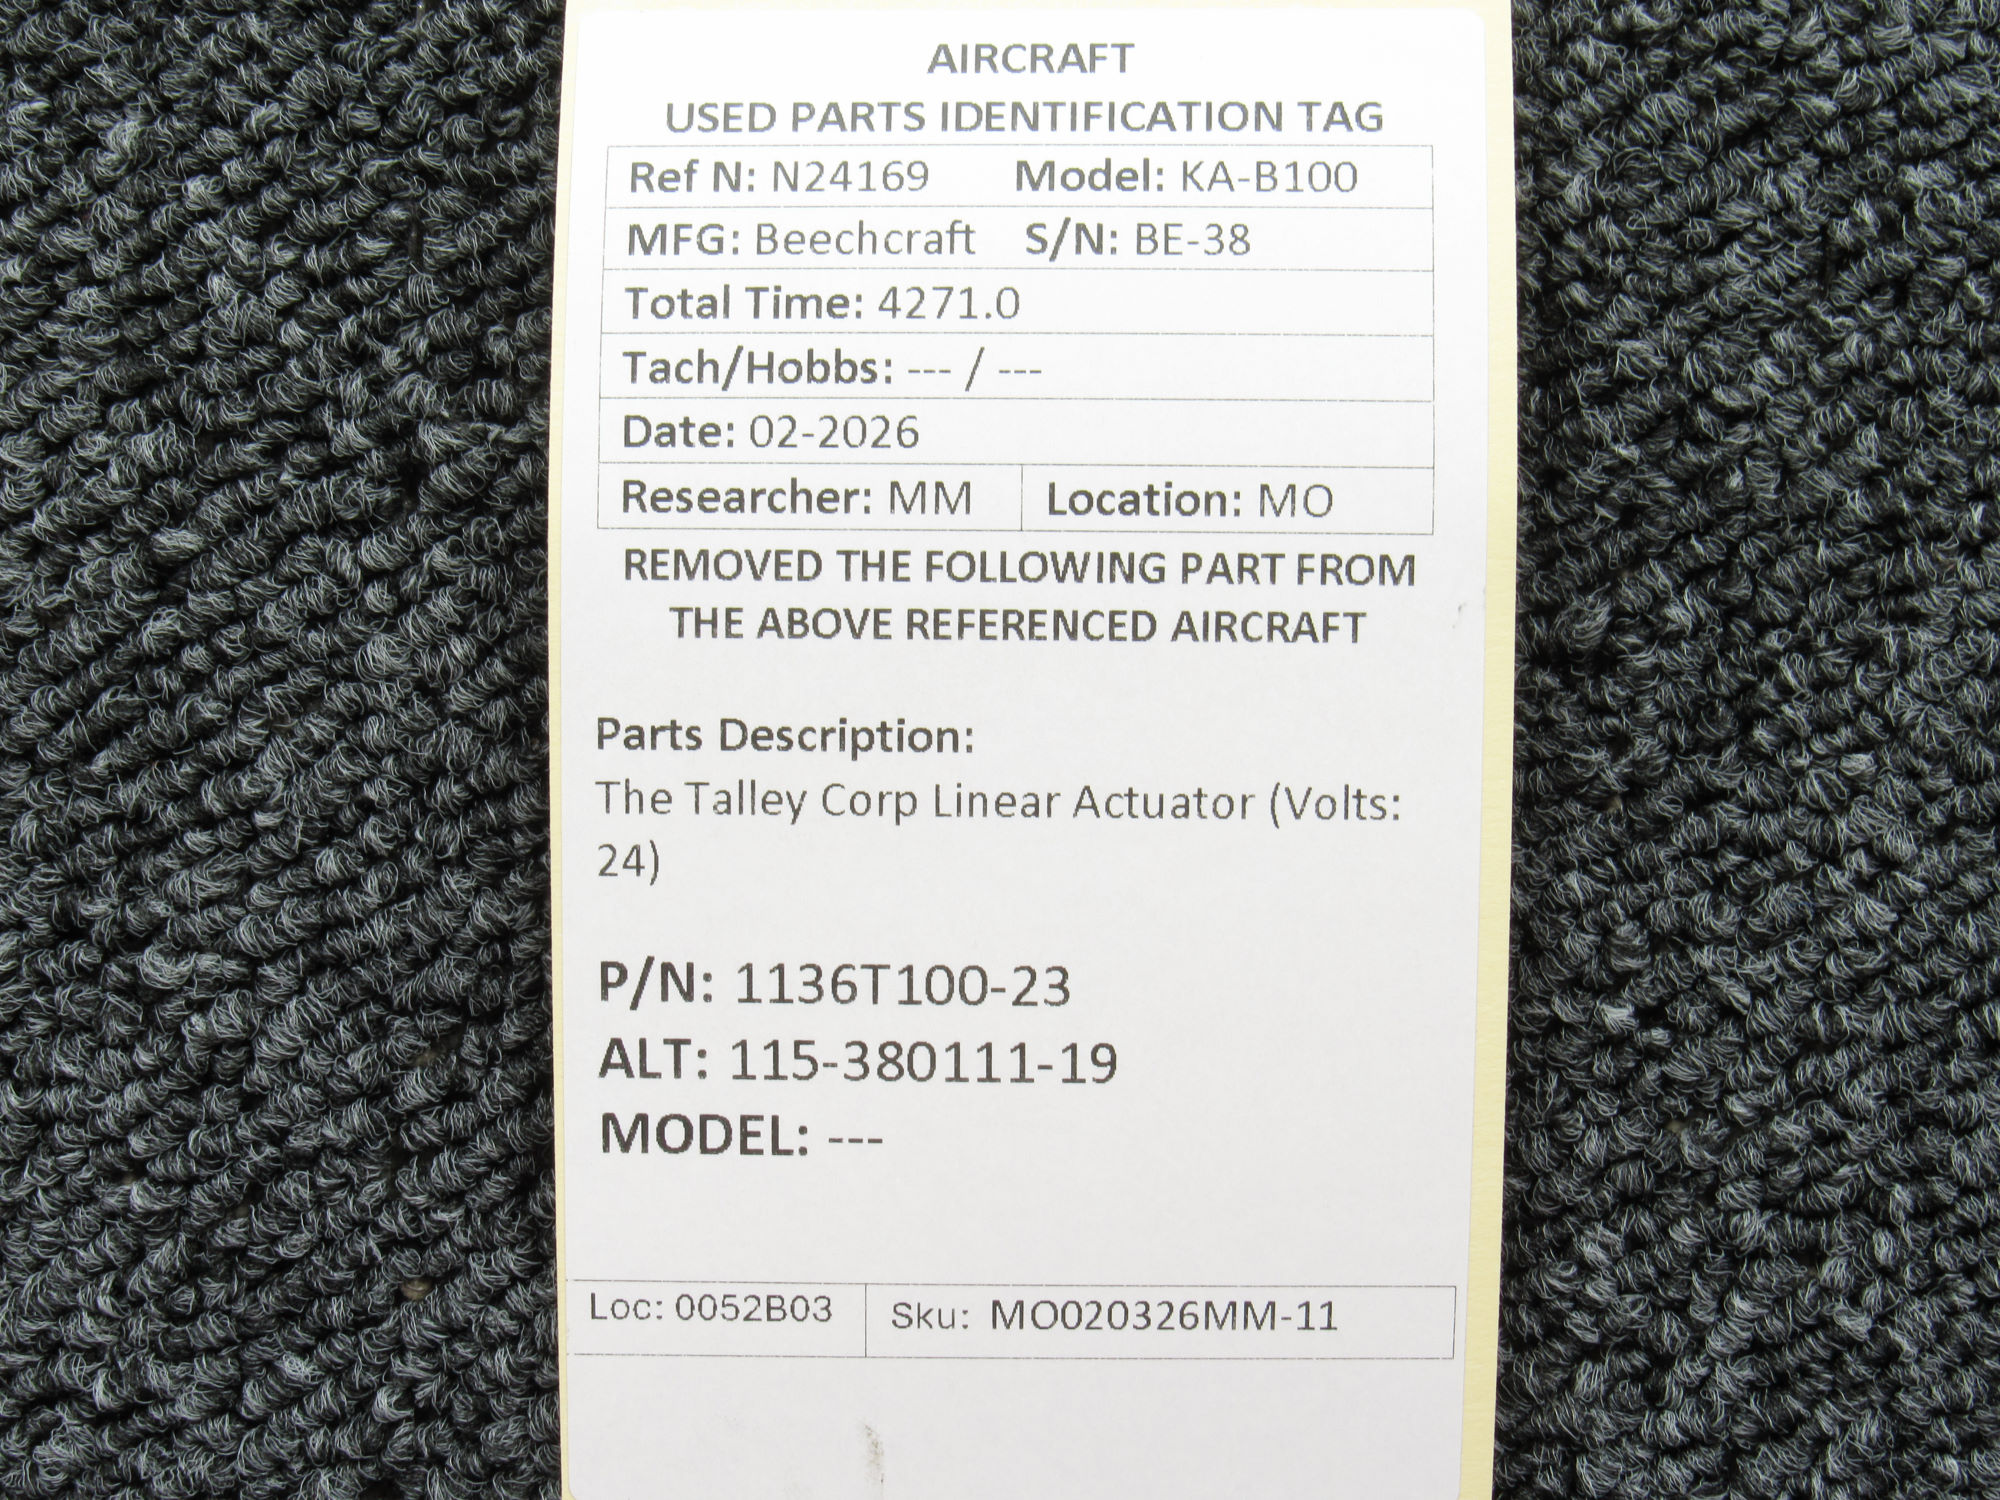 AIRCRAFT
USED PARTS IDENTIFICATION TAG
Ref N: N24169 Model: KA-B100
MFG: Beechcraft S/N: BE-38
Total Time: 4271.0
Tach/Hobbs: --- / ---
Date: 02-2026
Researcher: MM Location: MO
REMOVED THE FOLLOWING PART FROM
THE ABOVE REFERENCED AIRCRAFT
Parts Description:
The Talley Corp Linear Actuator (Volts:
24)
P/N: 1136T100-23
ALT: 115-380111-19
MODEL: ---
Loc: 0052B03 Sku: MO020326MM-11